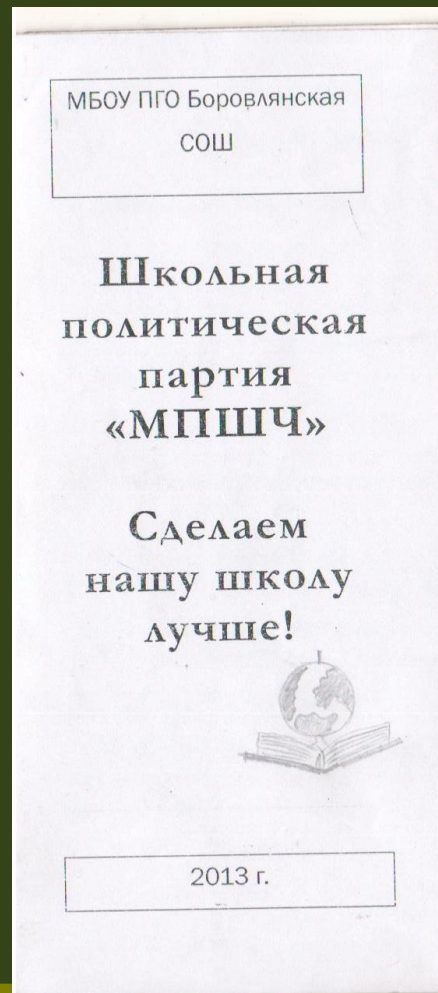 МБОУ ПГО Боровлянская
СОШ
Школьная
политическая
партия
«МПШЧ»
Сделаем
нашу школу
лучше!
2013 г.